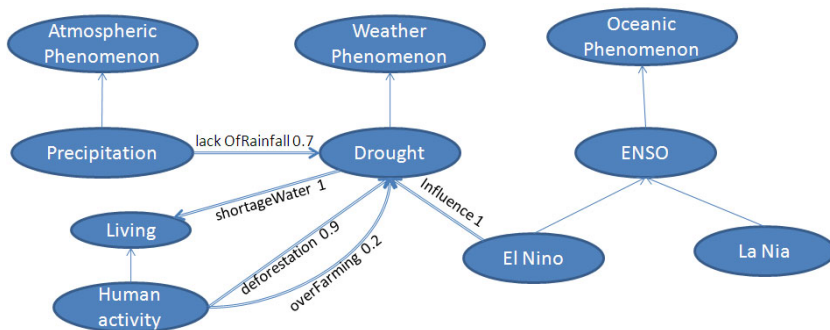 Atmospheric
Phenomenon
Weather
Phenomenon
Oceanic
Phenomenon
lack OfRainfall 0.7
Precipitation
Drought
ENSO
shortageWater 1
Influence 1
Living
deforestation 0.9
overFarming 0.2
El Nino
La Nia
Human
activity